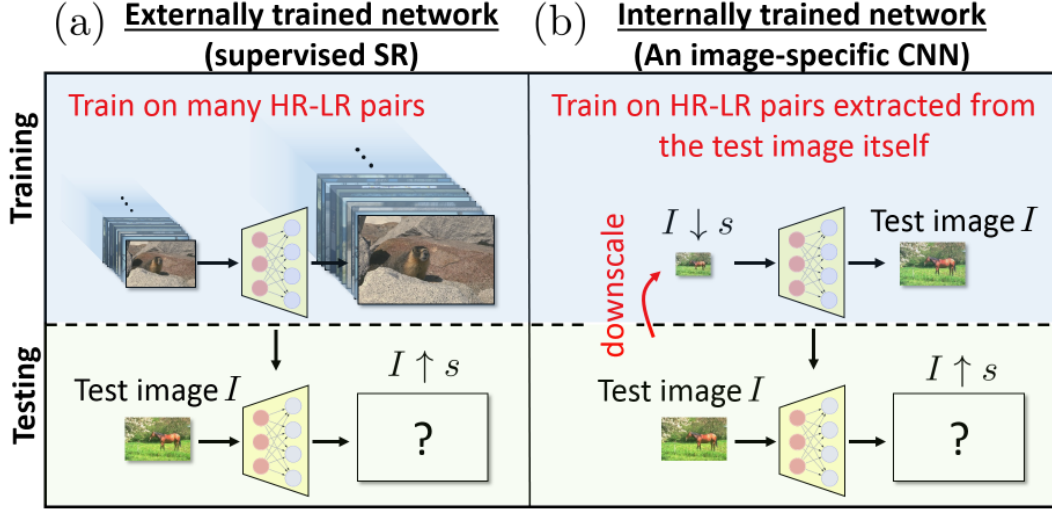 (a) Externally trained network
(supervised SR)
(b) Internally trained network
(An image-specific CNN)
Training
Train on many HR-LR pairs
Train on HR-LR pairs extracted from
the test image itself
I ↓ s
Test image I
downscale
Testing
Test image I
I ↑ s
?
Test image I
I ↑ s
?